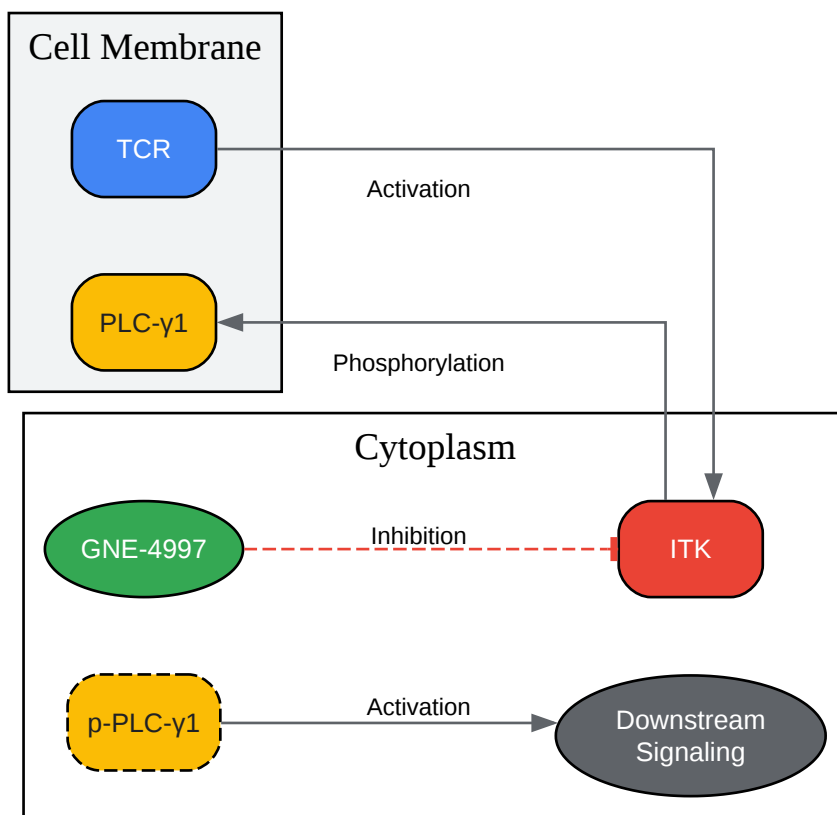 Cell Membrane
TCR
Activation
PLC-γ1
Phosphorylation
Cytoplasm
GNE-4997
Inhibition
ITK
p-PLC-γ1
Activation
Downstream
Signaling